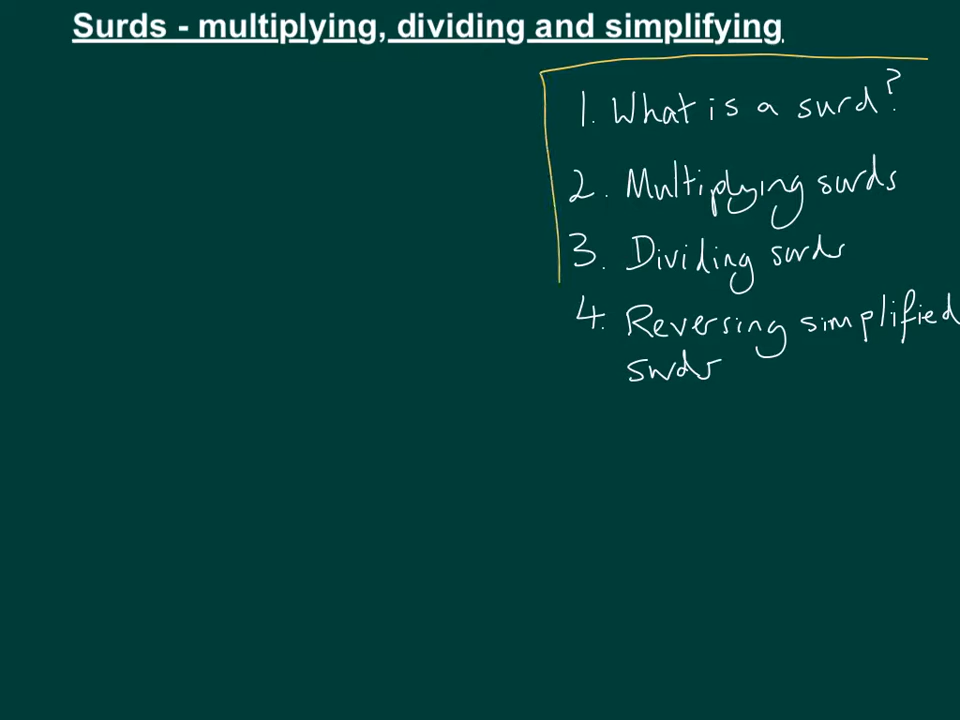 Surds - multiplying, dividing and simplifying
1. What is a surd?
2. Multiplying surds
3. Dividing surds
4. Reversing simplified
surds